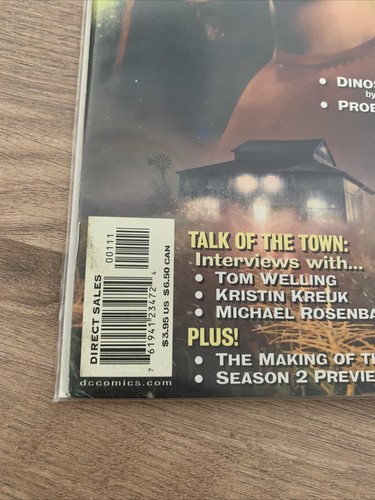 • DINOS
by
• PROB
TALK OF THE TOWN:
Interviews with...
• TOM WELLING
• KRISTIN KREUK
• MICHAEL ROSENBA
PLUS!
• THE MAKING OF TH
• SEASON 2 PREVIE
DIRECT SALES
00111
7 61941 23472 4
$3.95 US $6.50 CAN
dccomics.com